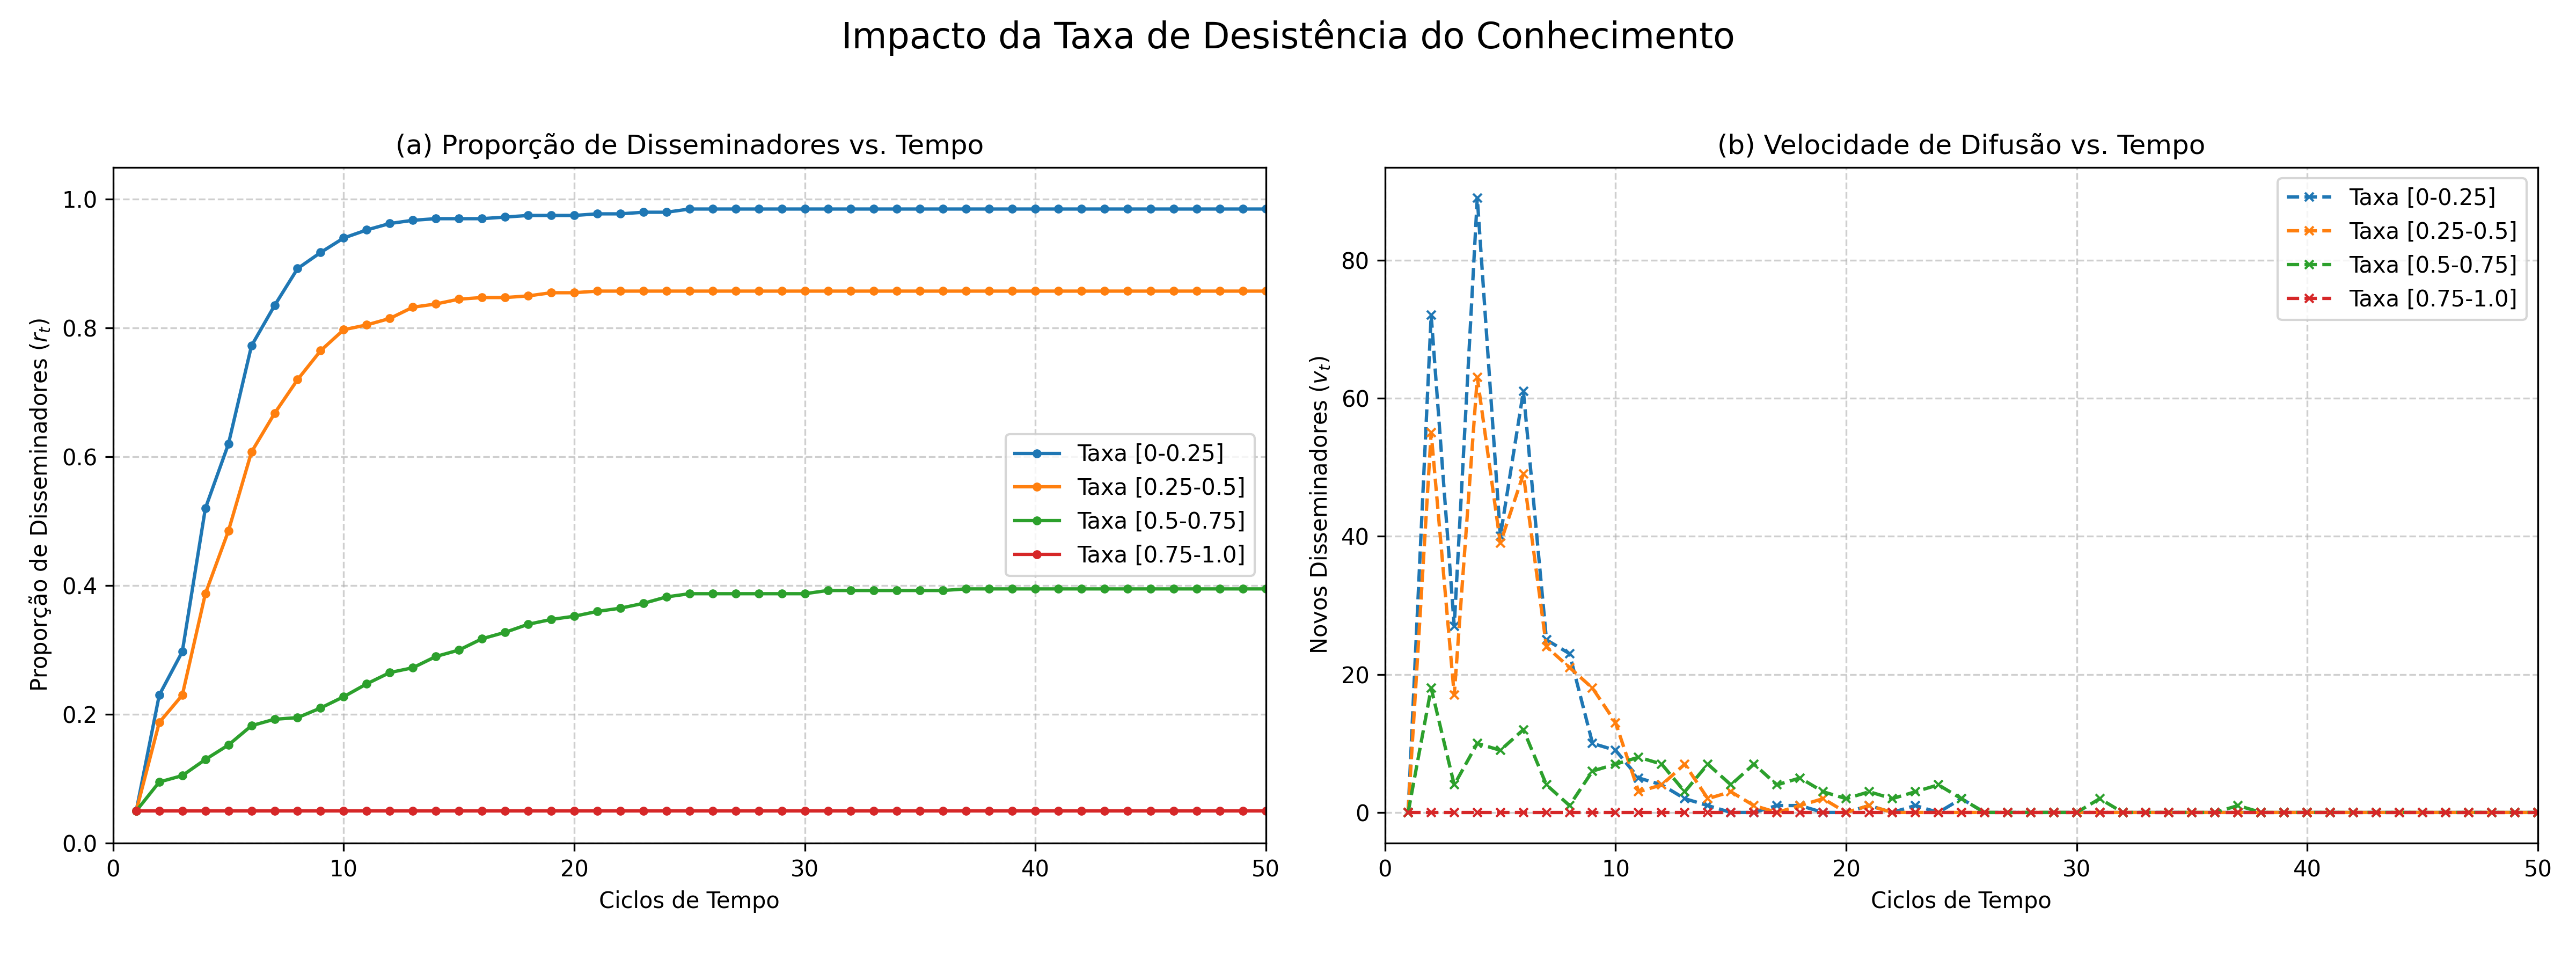 Impacto da Taxa de Desistência do Conhecimento
(a) Proporção de Disseminadores vs. Tempo
Proporção de Disseminadores (r_t)
1.0
0.8
0.6
0.4
0.2
0.0
Taxa [0-0.25]
Taxa [0.25-0.5]
Taxa [0.5-0.75]
Taxa [0.75-1.0]
0 10 20 30 40 50
Ciclos de Tempo
(b) Velocidade de Difusão vs. Tempo
Novos Disseminadores (v_t)
80
60
40
20
0
Taxa [0-0.25]
Taxa [0.25-0.5]
Taxa [0.5-0.75]
Taxa [0.75-1.0]
0 10 20 30 40 50
Ciclos de Tempo